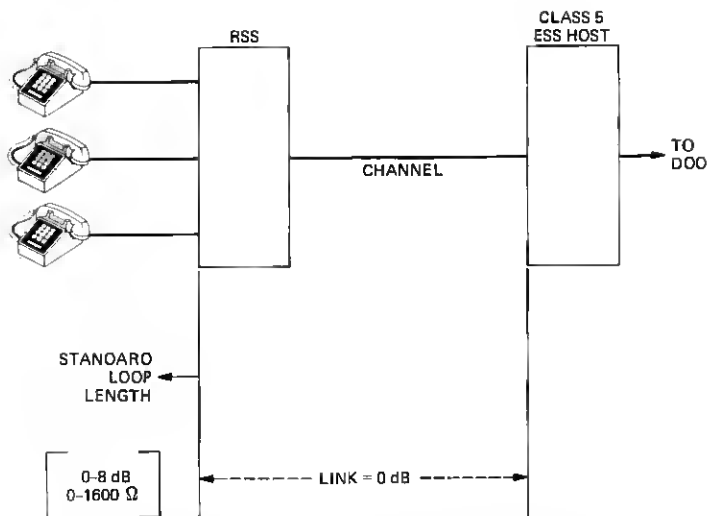 RSS
CLASS 5
ESS HOST
CHANNEL
TO
DOO
STANOARO
LOOP
LENGTH
0-8 dB
0-1600 Ω
LINK = 0 dB